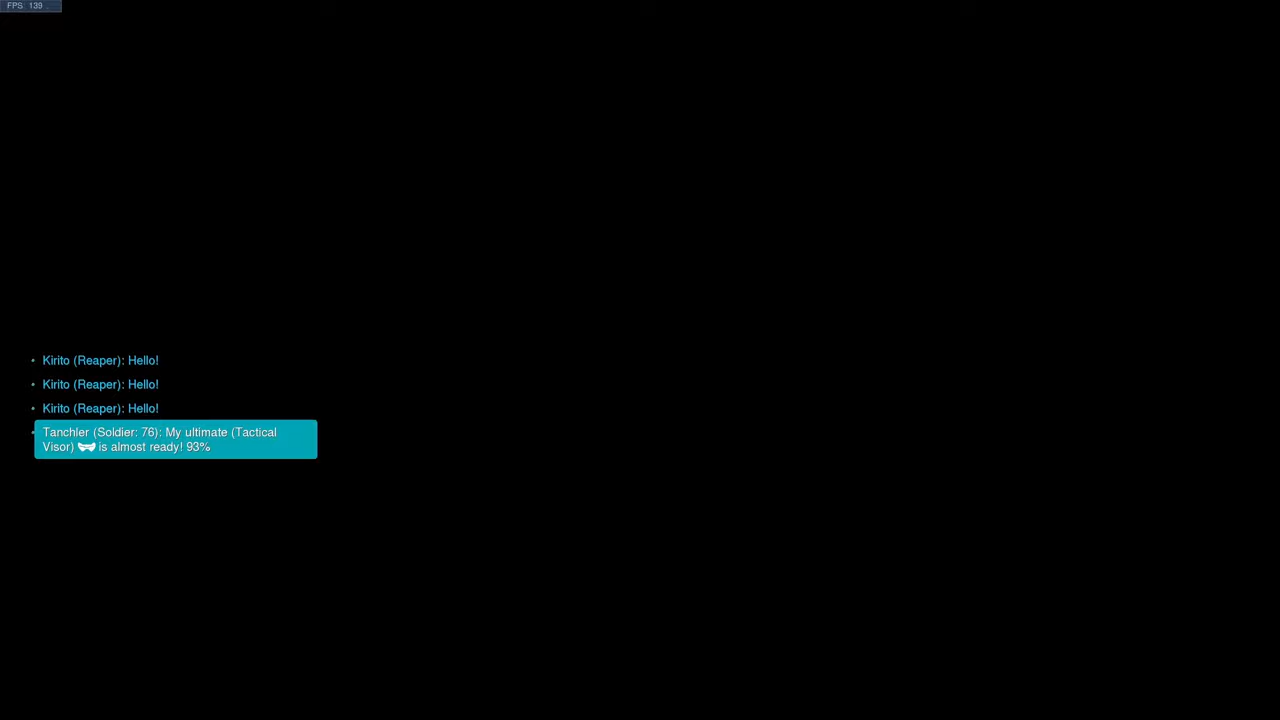 FPS: 139
Kirito (Reaper): Hello!
Kirito (Reaper): Hello!
Kirito (Reaper): Hello!
Tanchler (Soldier: 76): My ultimate (Tactical
Visor) is almost ready! 93%